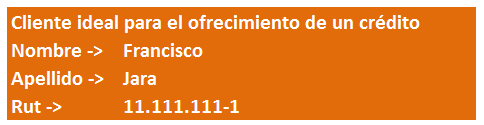 Cliente ideal para el ofrecimiento de un crédito
Nombre -> Francisco
Apellido -> Jara
Rut -> 11.111.111-1